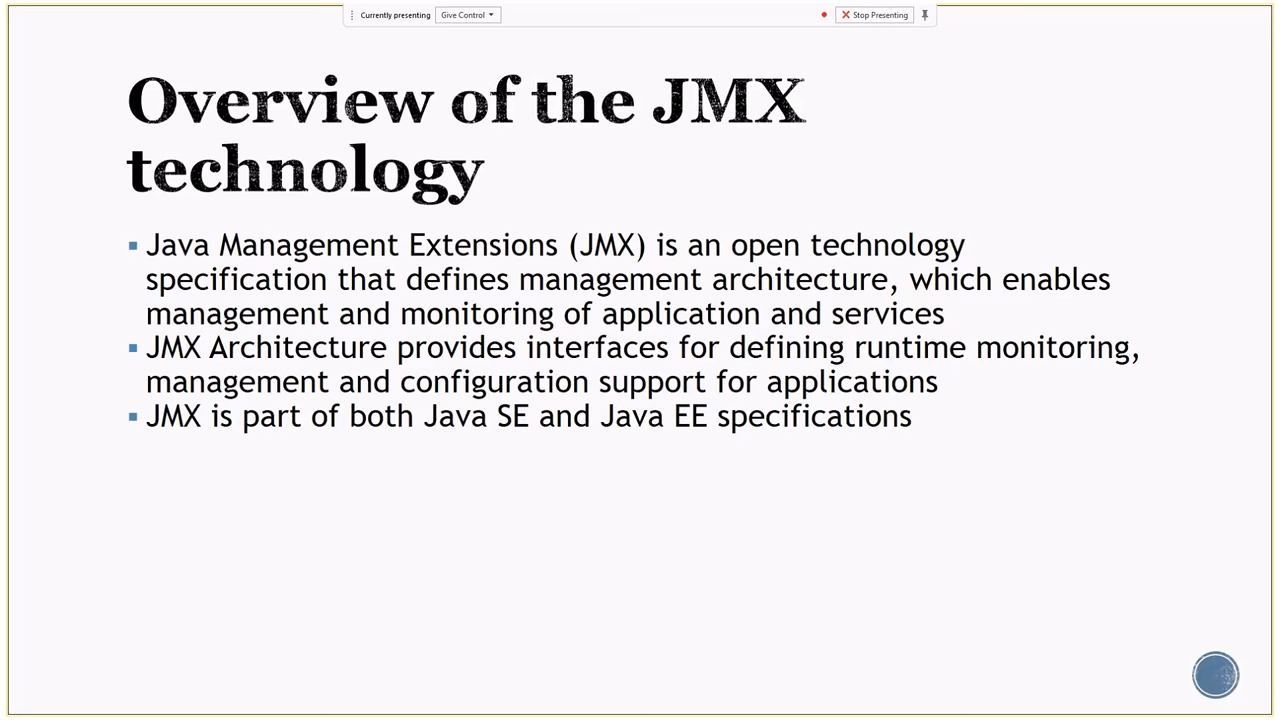 Currently presenting Give Control Stop Presenting
Overview of the JMX
technology
Java Management Extensions (JMX) is an open technology
specification that defines management architecture, which enables
management and monitoring of application and services
JMX Architecture provides interfaces for defining runtime monitoring,
management and configuration support for applications
JMX is part of both Java SE and Java EE specifications